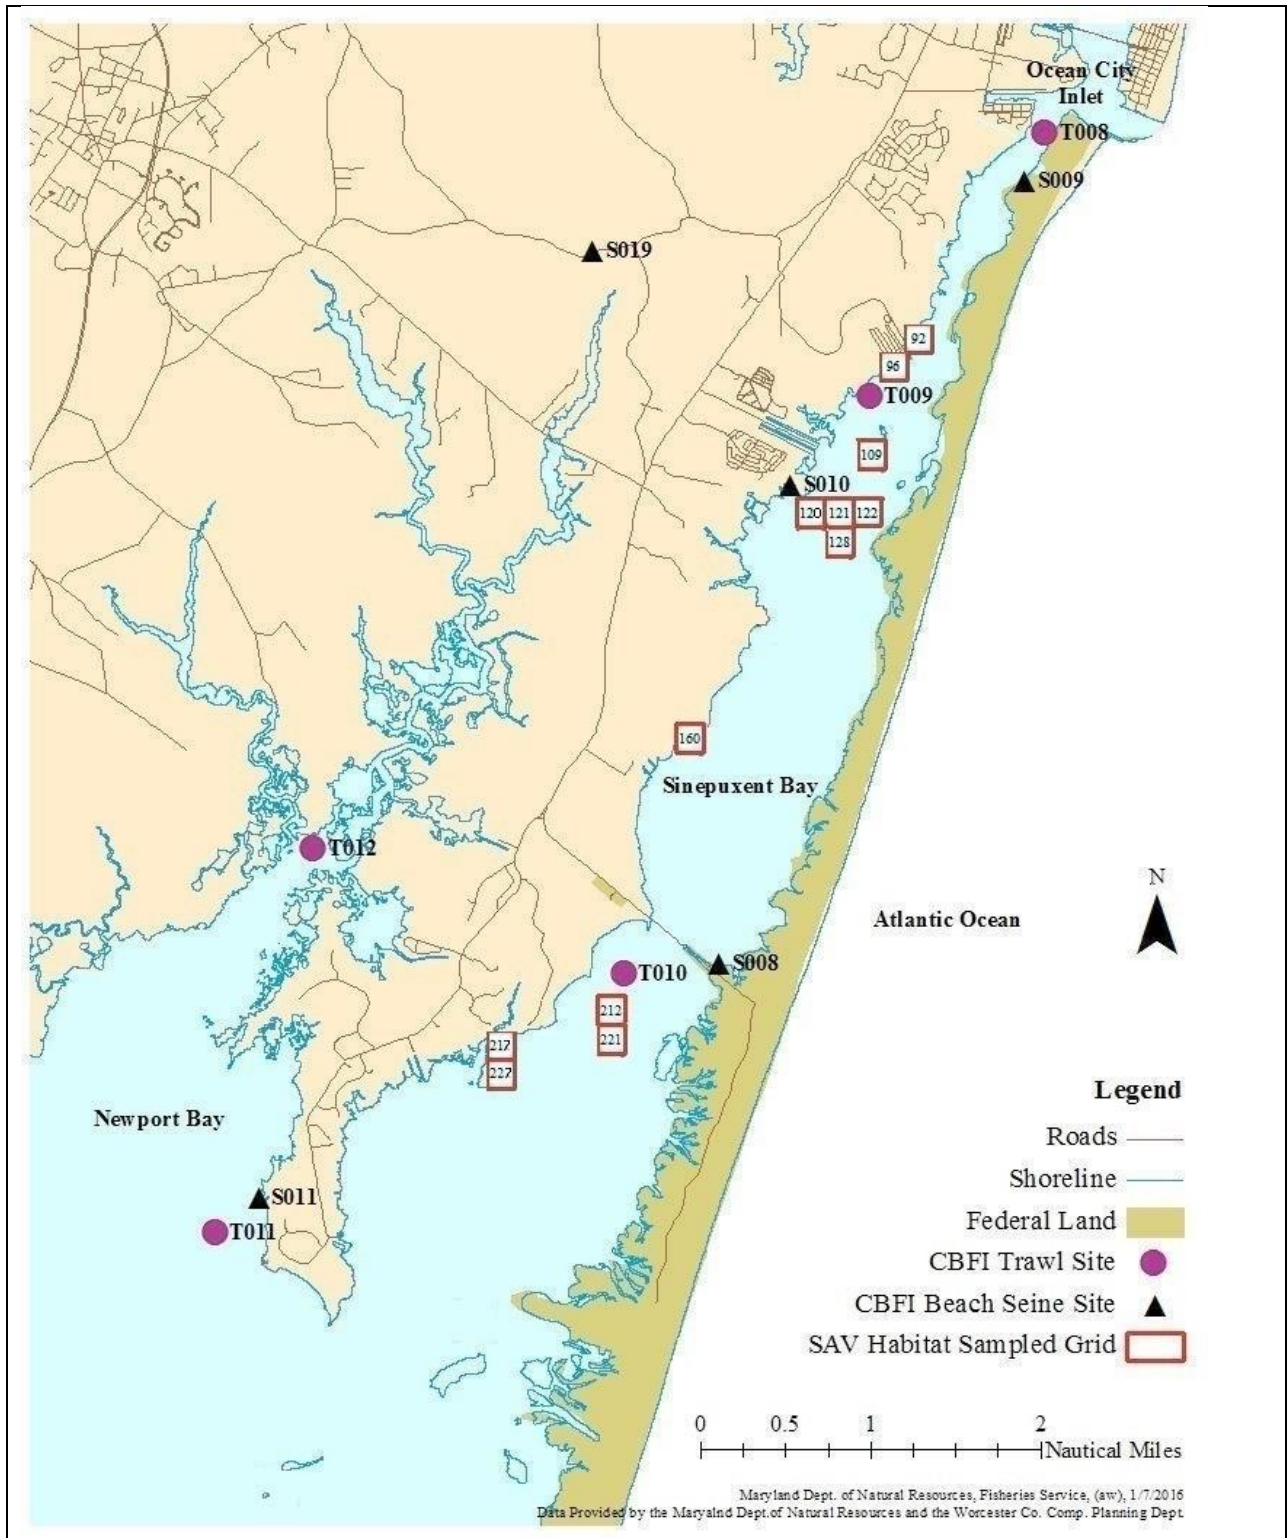 Ocean City
Inlet
T008
S009
S019
92
96
T009
109
S010
120
121
122
128
160
Sinepuxent Bay
T012
N
Atlantic Ocean
S008
T010
212
221
217
227
Newport Bay
S011
T011
Legend
Roads
Shoreline
Federal Land
CBFI Trawl Site
CBFI Beach Seine Site
SAV Habitat Sampled Grid
0 0.5 1 2
Nautical Miles
Maryland Dept. of Natural Resources, Fisheries Service, (aw), 1/7/2016
Data Provided by the Maryalnd Dept.of Natural Resources and the Worcester Co. Comp. Planning Dept.